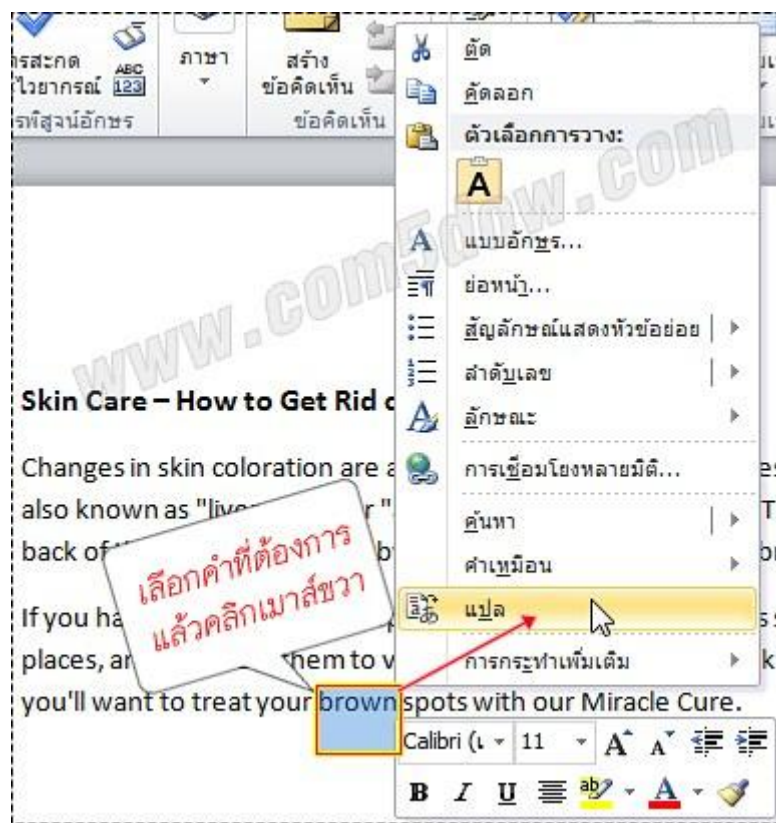 รสะกด
ไวยากรณ์
ABC
123
ภาษา
สร้าง
ข้อคิดเห็น
รพิสูจน์อักษร
ข้อคิดเห็น
ตัด
คัดลอก
ตัวเลือกการวาง:
A
แบบอักษร...
ย่อหน้า...
สัญลักษณ์แสดงหัวข้อย่อย
ลำดับเลข
ลักษณะ
การเชื่อมโยงหลายมิติ...
ค้นหา
คำเหมือน
แปล
การกระทำเพิ่มเติม
www.com5dow.com
Skin Care – How to Get Rid
Changes in skin coloration are
also known as
back of
If you
places,
hem to
you'll want to treat your brown spots with our Miracle Cure.
เลือกคำที่ต้องการ
แล้วคลิกเมาส์ขวา
Calibri 11 A A
B I U ab A